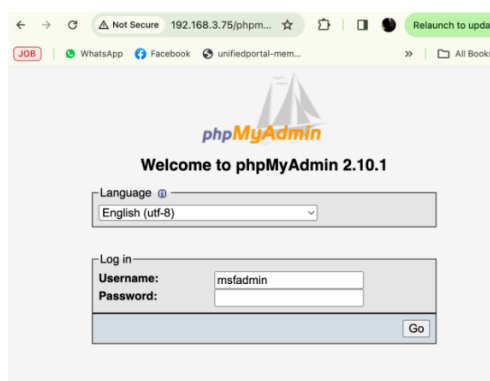 Not Secure 192.168.3.75/phpm...
Relaunch to upda
JOB WhatsApp Facebook unifiedportal-mem... » All Book
phpMyAdmin
Welcome to phpMyAdmin 2.10.1
Language
English (utf-8)
Log in
Username: msfadmin
Password:
Go